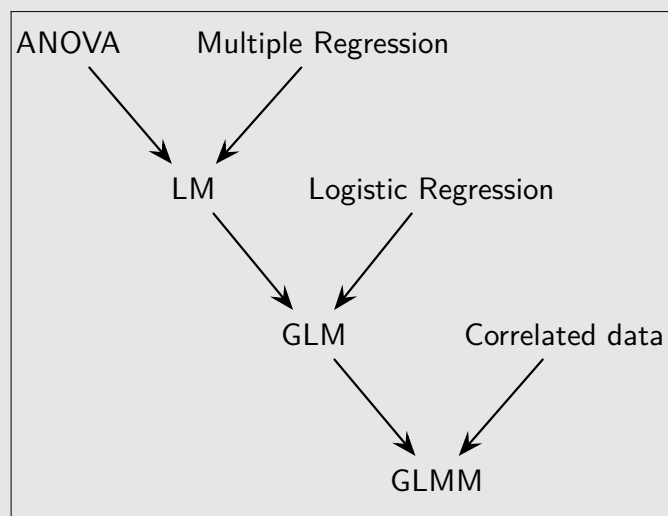 ANOVA
Multiple Regression
LM
Logistic Regression
GLM
Correlated data
GLMM